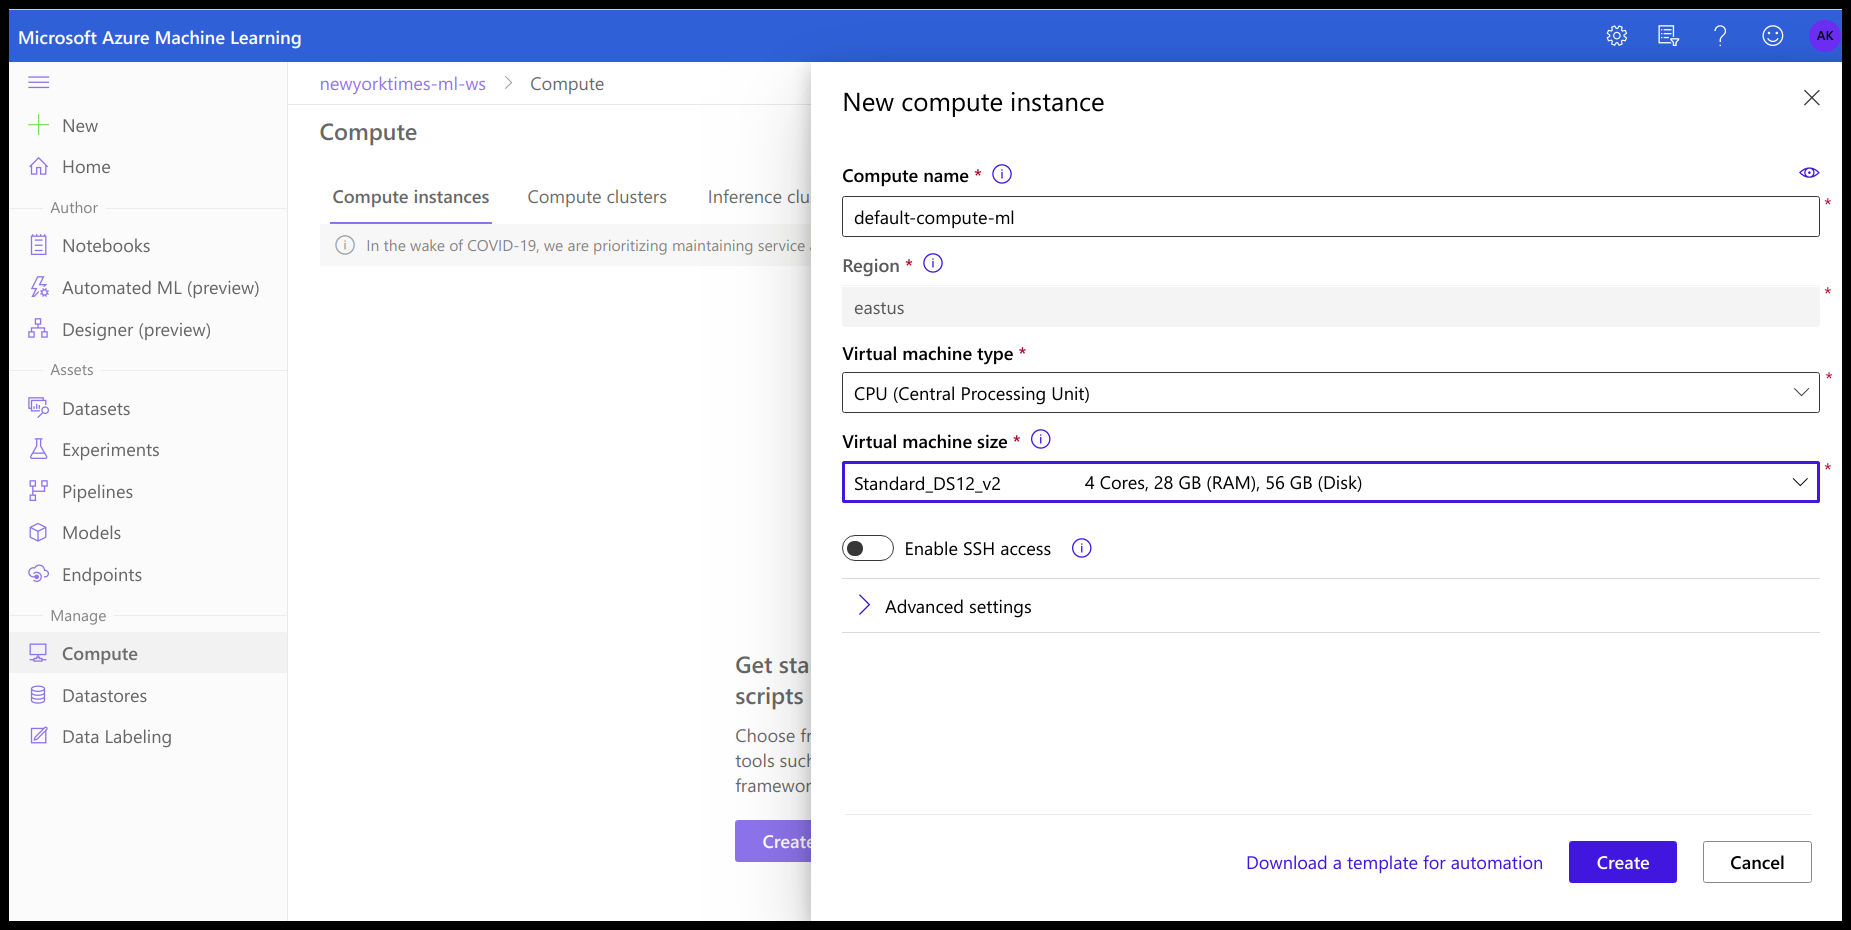 Microsoft Azure Machine Learning
AK
New
Home
Author
Notebooks
Automated ML (preview)
Designer (preview)
Assets
Datasets
Experiments
Pipelines
Models
Endpoints
Manage
Compute
Datastores
Data Labeling
newyorktimes-ml-ws > Compute
Compute
Compute instances Compute clusters Inference clu
In the wake of COVID-19, we are prioritizing maintaining service
Get sta
scripts
Choose fr
tools such
framewor
Create
New compute instance
Compute name *
default-compute-ml *
Region *
eastus *
Virtual machine type *
CPU (Central Processing Unit) *
Virtual machine size *
Standard_DS12_v2 4 Cores, 28 GB (RAM), 56 GB (Disk) *
Enable SSH access
Advanced settings
Download a template for automation Create Cancel